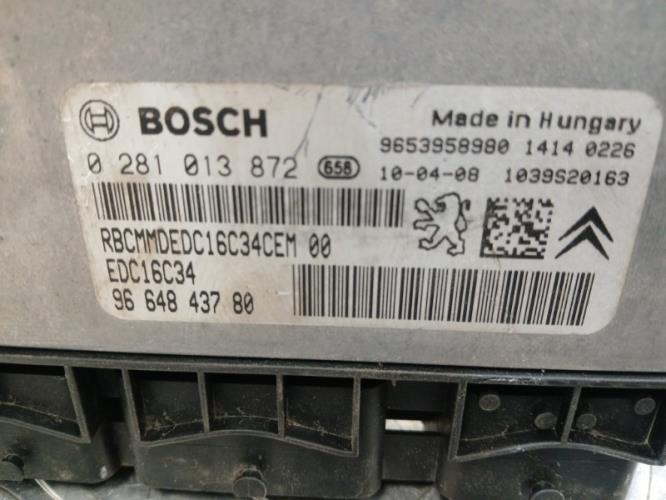 BOSCH
Made in Hungary
9653958980 1414 0226
0 281 013 872 658 10-04-08 1039S20163
RBCMMDEDC16C34CEM 00
EDC16C34
96 648 437 80